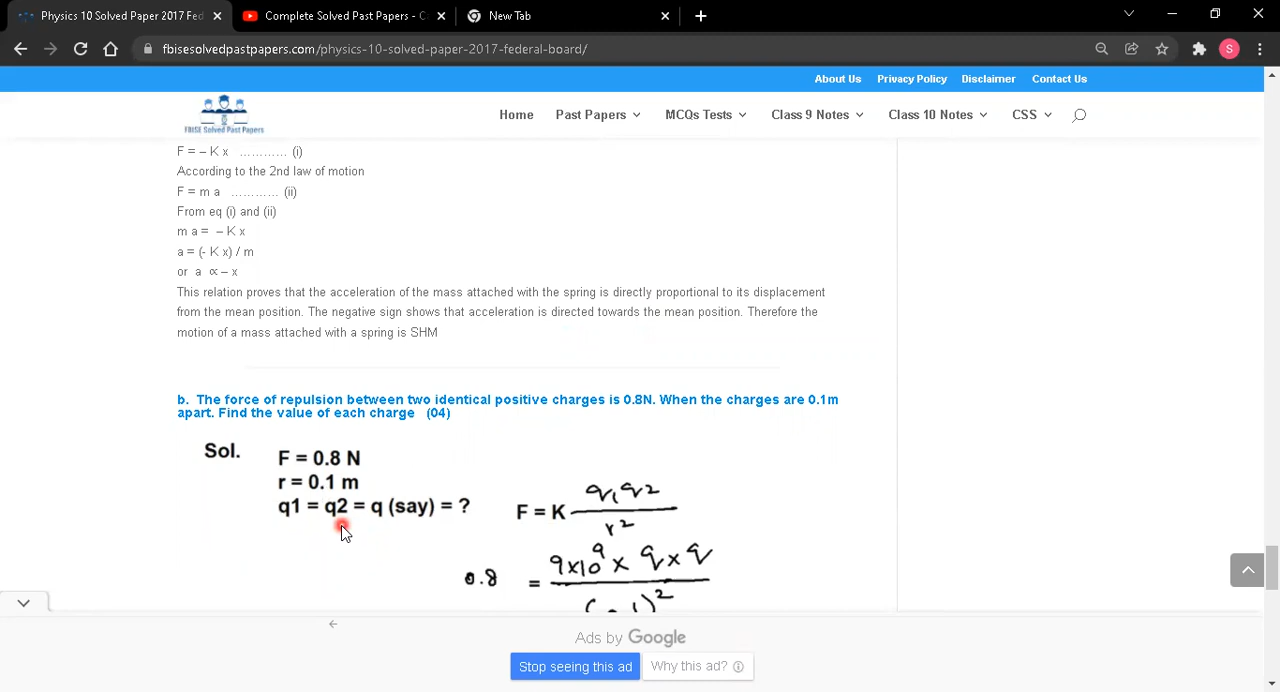 Physics 10 Solved Paper 2017 Fed
Complete Solved Past Papers - C
New Tab
S
fbisesolvedpastpapers.com/physics-10-solved-paper-2017-federal-board/
About Us Privacy Policy Disclaimer Contact Us
FBISE Solved Past Papers
Home Past Papers MCQs Tests Class 9 Notes Class 10 Notes CSS
F = – K x ............ (i)
According to the 2nd law of motion
F = m a ............ (ii)
From eq (i) and (ii)
m a = – K x
a = (- K x) / m
or a ∝ – x
This relation proves that the acceleration of the mass attached with the spring is directly proportional to its displacement
from the mean position. The negative sign shows that acceleration is directed towards the mean position. Therefore the
motion of a mass attached with a spring is SHM
b. The force of repulsion between two identical positive charges is 0.8N. When the charges are 0.1m
apart. Find the value of each charge (04)
Sol.
F = 0.8 N
r = 0.1 m
q1 = q2 = q (say) = ?
F = K q1 q2 / r²
0.8 = 9x10⁹ x q x q
Ads by Google
Stop seeing this ad Why this ad?